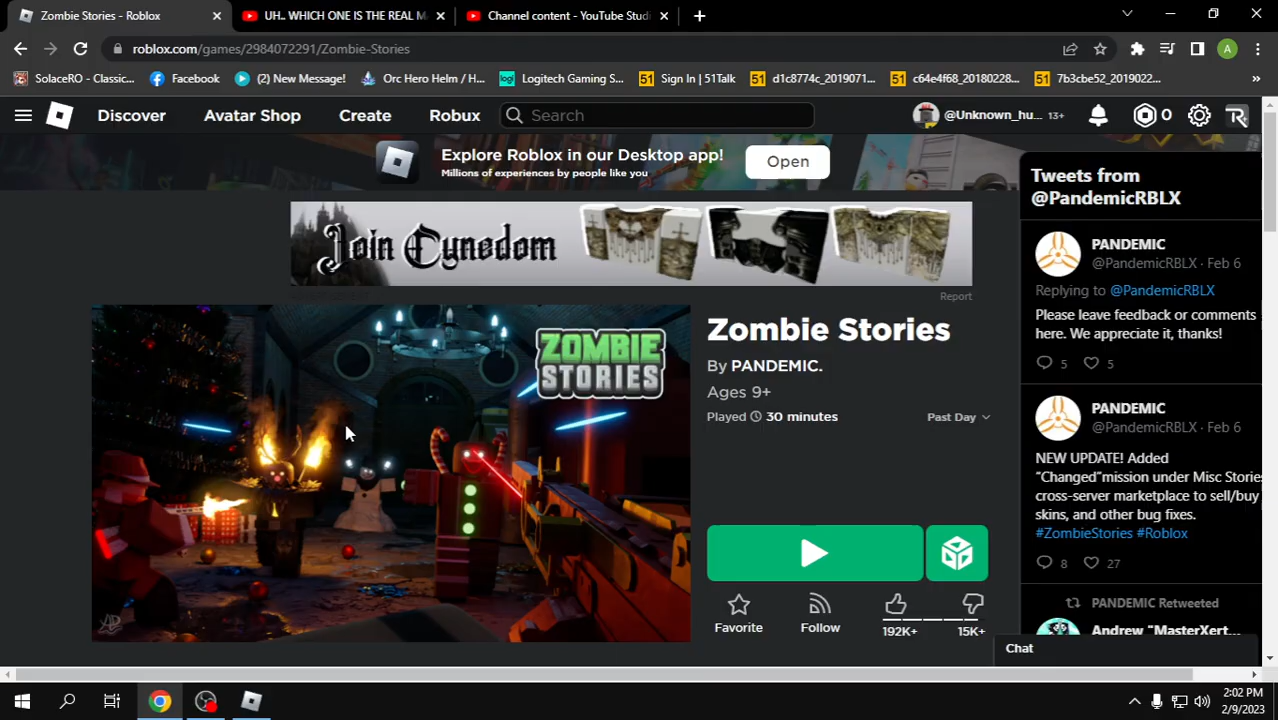 Zombie Stories - Roblox
UH.. WHICH ONE IS THE REAL M
Channel content - YouTube Studi
roblox.com/games/2984072291/Zombie-Stories
A
SolaceRO - Classic...
Facebook
(2) New Message!
Orc Hero Helm / H...
logi
Logitech Gaming S...
51
Sign In | 51Talk
51
d1c8774c_2019071...
51
c64e4f68_20180228...
51
7b3cbe52_2019022...
Discover
Avatar Shop
Create
Robux
Search
@Unknown_hu...
13+
0
Explore Roblox in our Desktop app!
Millions of experiences by people like you
Open
Join Cynedom
Report
ZOMBIE
STORIES
Zombie Stories
By PANDEMIC.
Ages 9+
Played 30 minutes
Past Day
Favorite
Follow
192K+
15K+
Tweets from
@PandemicRBLX
PANDEMIC
@PandemicRBLX · Feb 6
Replying to @PandemicRBLX
Please leave feedback or comments
here. We appreciate it, thanks!
5
5
PANDEMIC
@PandemicRBLX · Feb 6
NEW UPDATE! Added
"Changed"mission under Misc Stories
cross-server marketplace to sell/buy
skins, and other bug fixes.
#ZombieStories #Roblox
8
27
PANDEMIC Retweeted
Andrew "MasterXert...
Chat
2:02 PM
2/9/2023